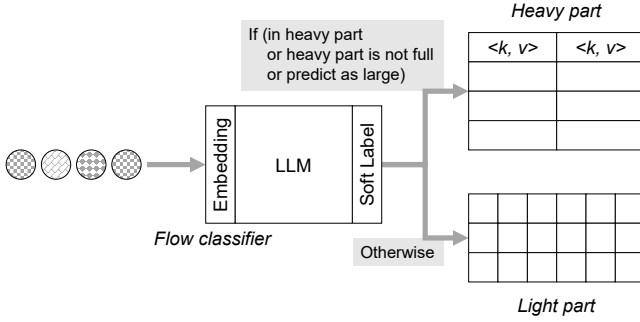 Heavy part
If (in heavy part
or heavy part is not full
or predict as large)
<k, v> <k, v>
Embedding
LLM
Soft Label
Flow classifier
Otherwise
Light part